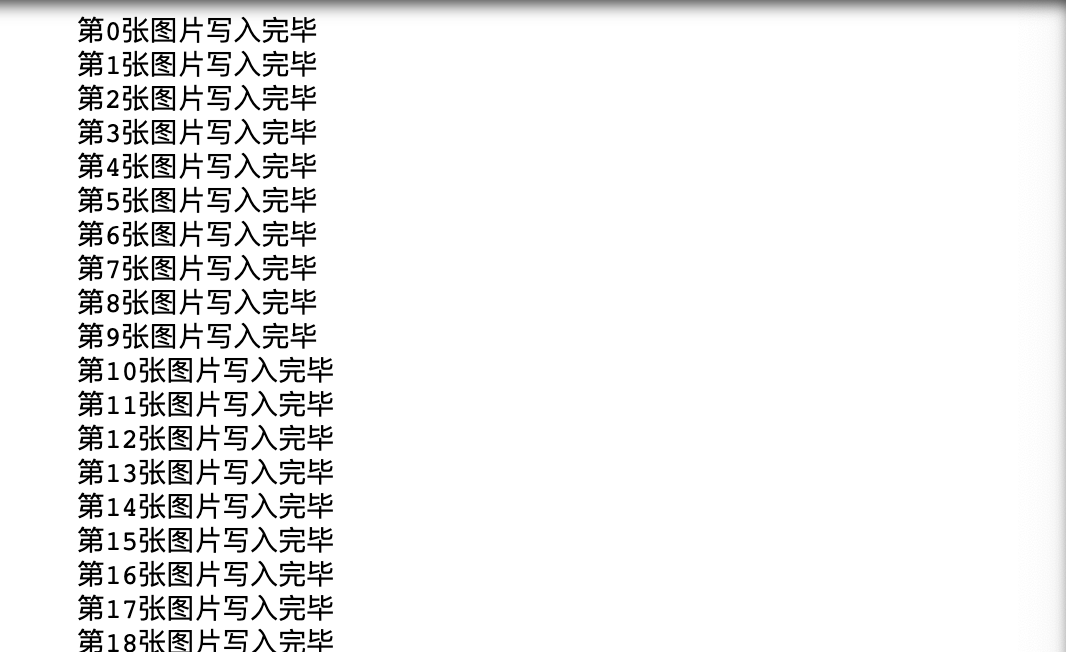 第0张图片写入完毕
第1张图片写入完毕
第2张图片写入完毕
第3张图片写入完毕
第4张图片写入完毕
第5张图片写入完毕
第6张图片写入完毕
第7张图片写入完毕
第8张图片写入完毕
第9张图片写入完毕
第10张图片写入完毕
第11张图片写入完毕
第12张图片写入完毕
第13张图片写入完毕
第14张图片写入完毕
第15张图片写入完毕
第16张图片写入完毕
第17张图片写入完毕
第18张图片写入完毕